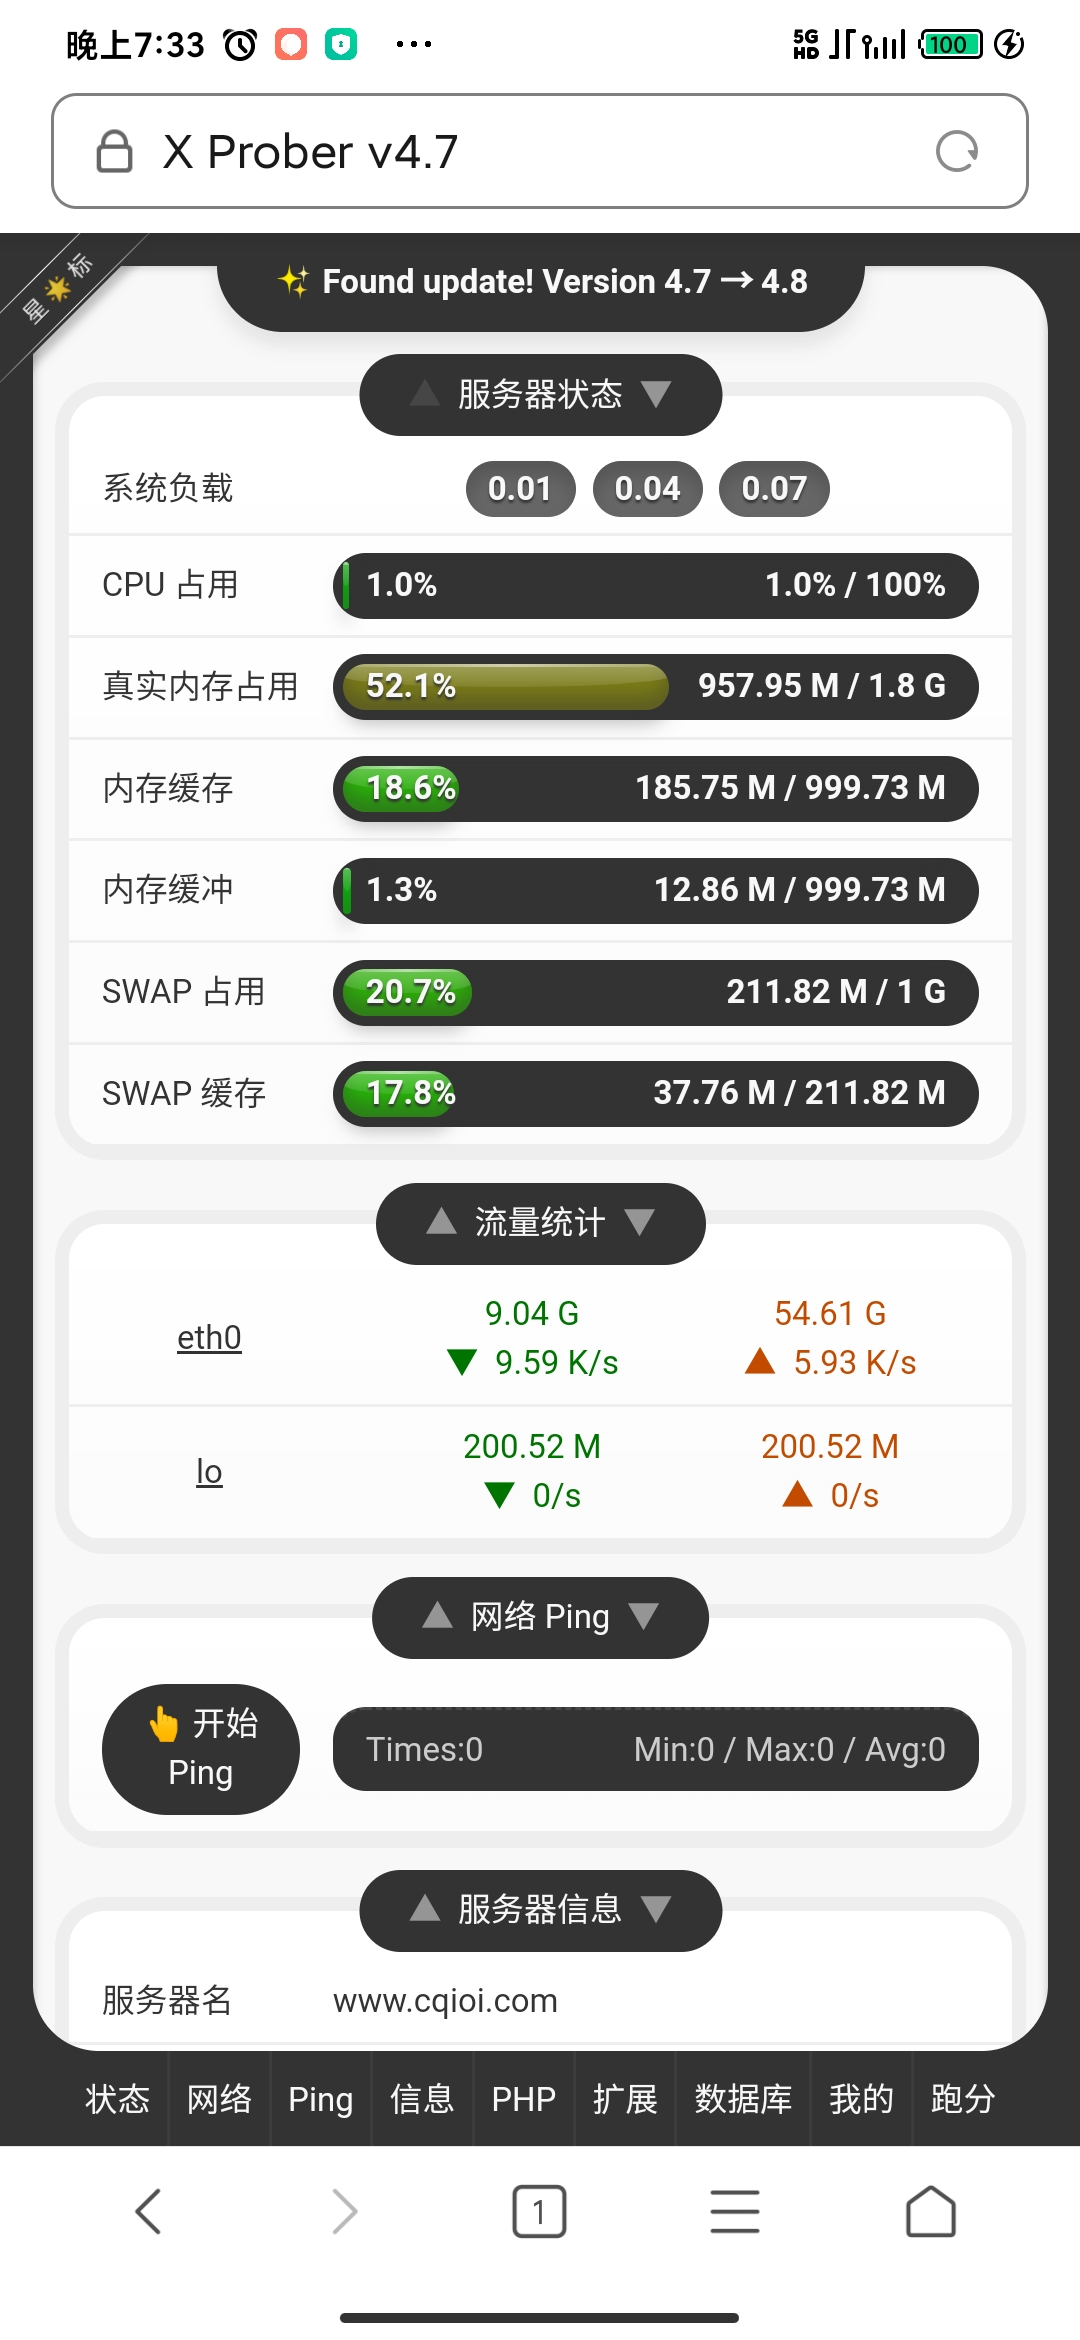 晚上7:33
5G HD
100
X Prober v4.7
星🌟标
✨ Found update! Version 4.7 → 4.8
▲ 服务器状态 ▼
系统负载 0.01 0.04 0.07
CPU 占用 1.0% 1.0% / 100%
真实内存占用 52.1% 957.95 M / 1.8 G
内存缓存 18.6% 185.75 M / 999.73 M
内存缓冲 1.3% 12.86 M / 999.73 M
SWAP 占用 20.7% 211.82 M / 1 G
SWAP 缓存 17.8% 37.76 M / 211.82 M
▲ 流量统计 ▼
eth0
9.04 G 54.61 G
▼ 9.59 K/s ▲ 5.93 K/s
lo
200.52 M 200.52 M
▼ 0/s ▲ 0/s
▲ 网络 Ping ▼
👆 开始
Ping
Times:0 Min:0 / Max:0 / Avg:0
▲ 服务器信息 ▼
服务器名 www.cqioi.com
状态 网络 Ping 信息 PHP 扩展 数据库 我的 跑分
1